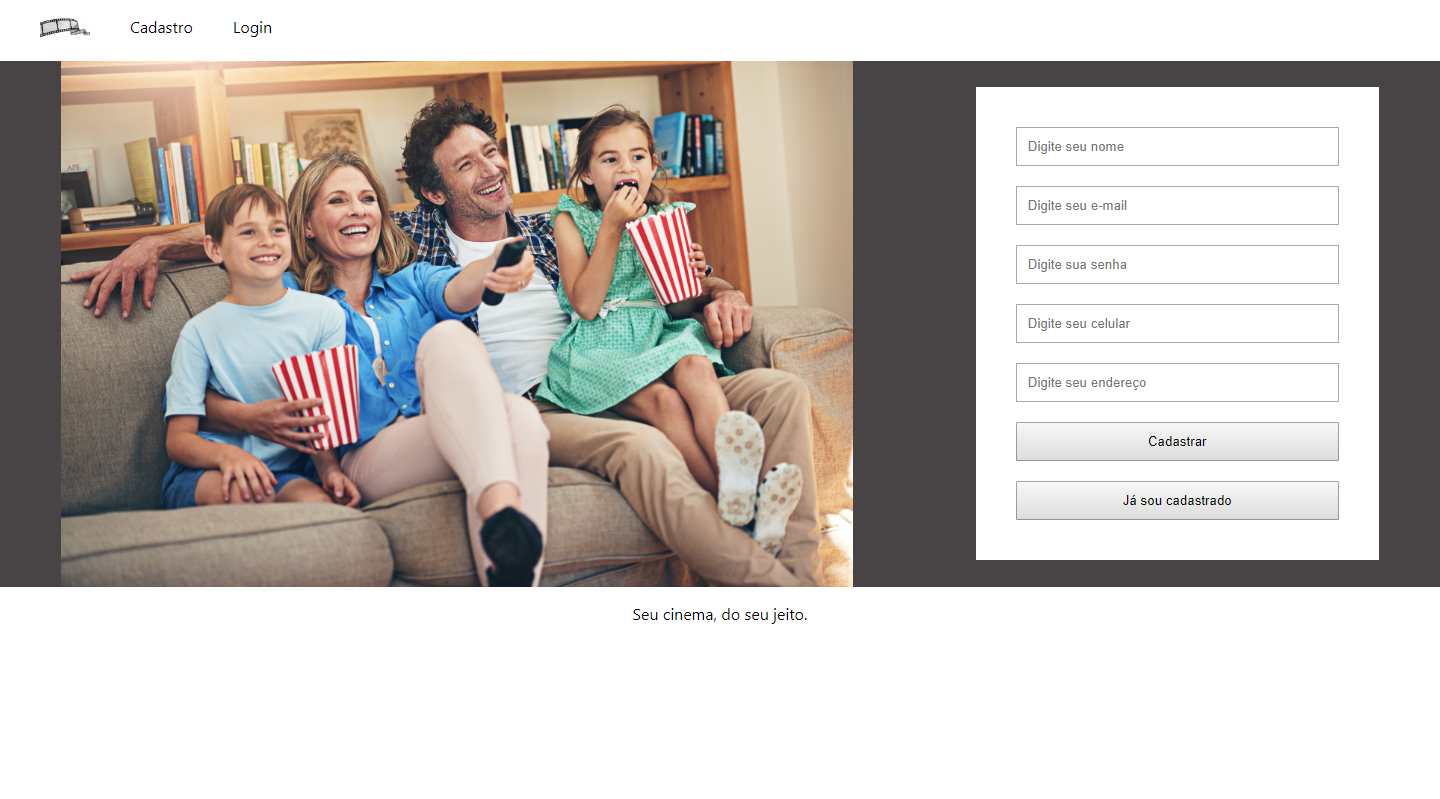 Cadastro
Login
Digite seu nome
Digite seu e-mail
Digite sua senha
Digite seu celular
Digite seu endereço
Cadastrar
Já sou cadastrado
Seu cinema, do seu jeito.